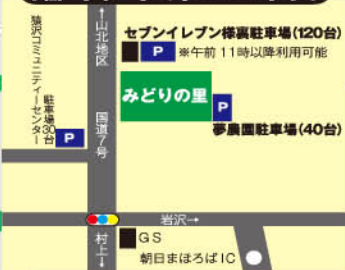 ↑山北地区
国道7号
村上↓
猿沢コミュニティーセンター
駐車場30台
P
セブンイレブン様裏駐車場(120台)
P ※午前11時以降利用可能
みどりの里
P
夢農園駐車場(40台)
岩沢→
GS
朝日まほろばIC